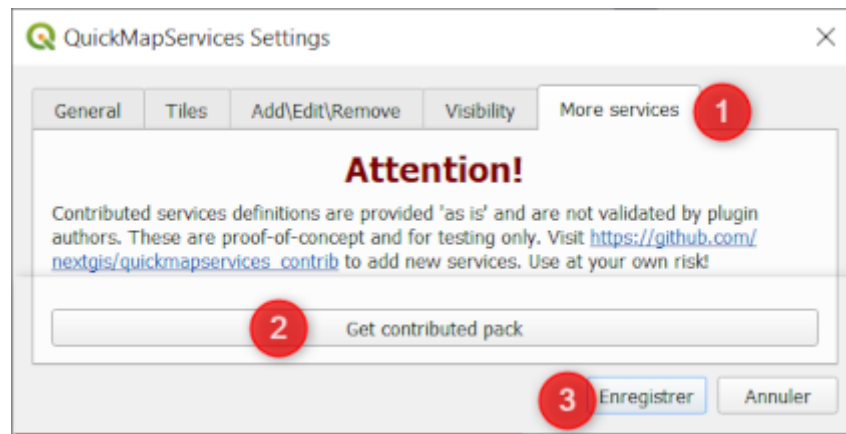 QuickMapServices Settings
General Tiles Add\Edit\Remove Visibility More services 1
Attention!
Contributed services definitions are provided 'as is' and are not validated by plugin
authors. These are proof-of-concept and for testing only. Visit https://github.com/
nextgis/quickmapservices_contrib to add new services. Use at your own risk!
2 Get contributed pack
3 Enregistrer Annuler